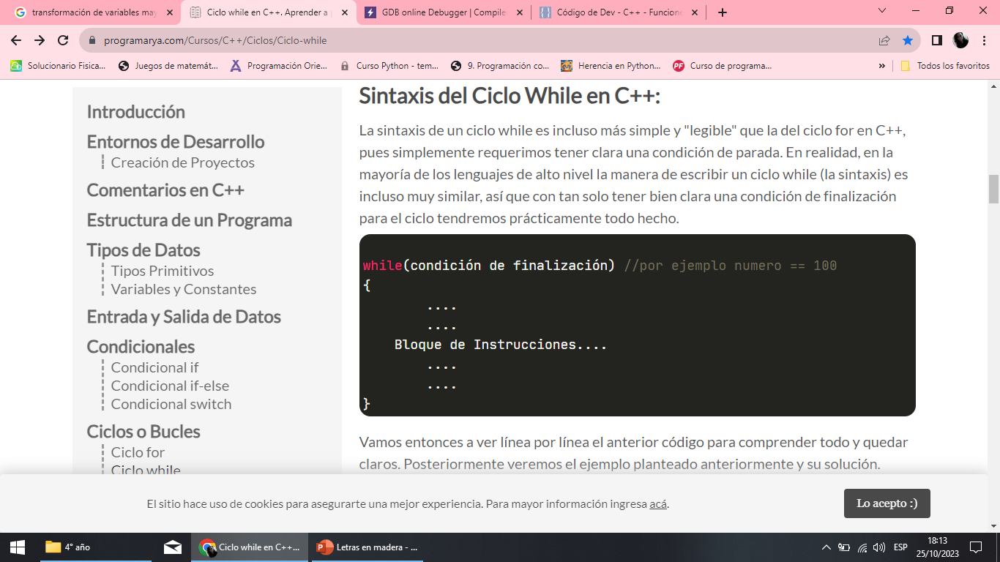 transformación de variables may
Ciclo while en C++. Aprender a p
GDB online Debugger | Compile
Código de Dev - C++ - Funcion
programarya.com/Cursos/C++/Ciclos/Ciclo-while
Solucionario Fisica...
Juegos de matemát...
Programación Orie...
Curso Python - tem...
9. Programación co...
Herencia en Python...
Curso de programa...
»
Todos los favoritos
Introducción
Entornos de Desarrollo
Creación de Proyectos
Comentarios en C++
Estructura de un Programa
Tipos de Datos
Tipos Primitivos
Variables y Constantes
Entrada y Salida de Datos
Condicionales
Condicional if
Condicional if-else
Condicional switch
Ciclos o Bucles
Ciclo for
Ciclo while
Sintaxis del Ciclo While en C++:
La sintaxis de un ciclo while es incluso más simple y "legible" que la del ciclo for en C++,
pues simplemente requerimos tener clara una condición de parada. En realidad, en la
mayoría de los lenguajes de alto nivel la manera de escribir un ciclo while (la sintaxis) es
incluso muy similar, así que con tan solo tener bien clara una condición de finalización
para el ciclo tendremos prácticamente todo hecho.
while(condición de finalización) //por ejemplo numero == 100
{
....
....
Bloque de Instrucciones....
....
....
}
Vamos entonces a ver línea por línea el anterior código para comprender todo y quedar
claros. Posteriormente veremos el ejemplo planteado anteriormente y su solución.
El sitio hace uso de cookies para asegurarte una mejor experiencia. Para mayor información ingresa acá.
Lo acepto :)
4° año
Ciclo while en C++...
Letras en madera - ...
ESP
18:13
25/10/2023